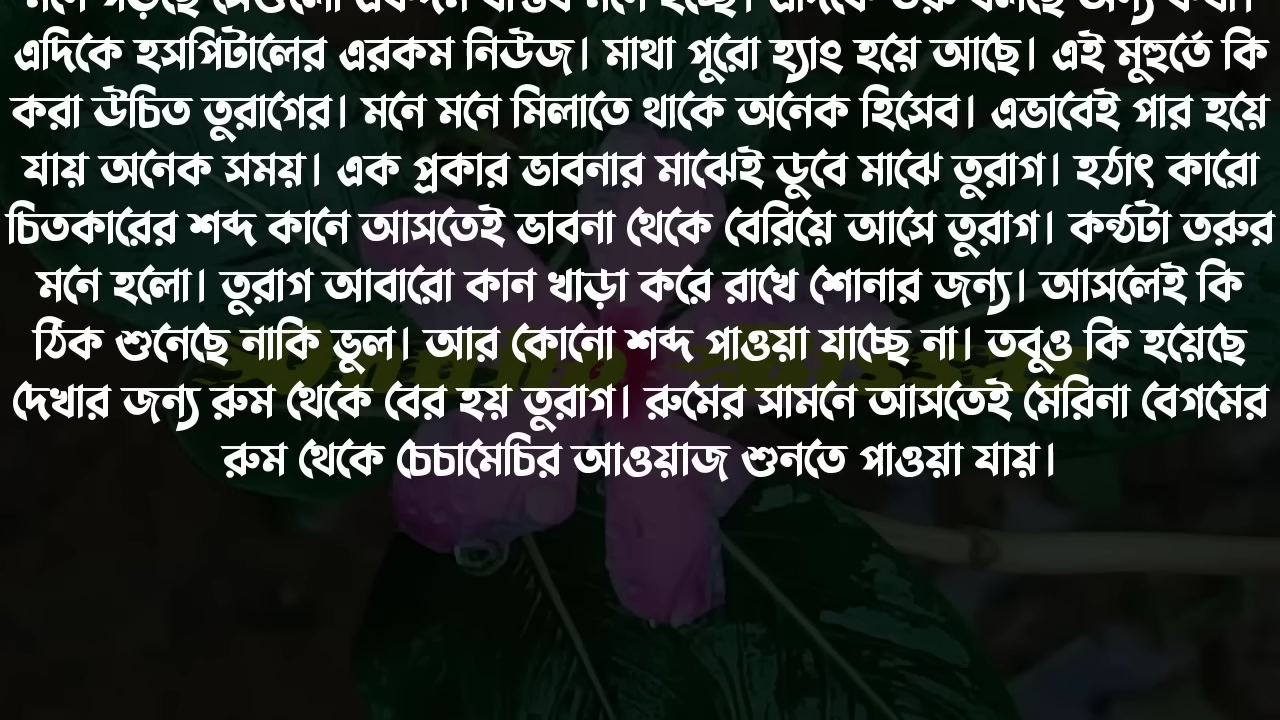 এদিকে হসপিটালের এরকম নিউজ। মাথা পুরো হ্যাং হয়ে আছে। এই মুহুর্তে কি
করা উচিত তুরাগের। মনে মনে মিলাতে থাকে অনেক হিসেব। এভাবেই পার হয়ে
যায় অনেক সময়। এক প্রকার ভাবনার মাঝেই ডুবে মাঝে তুরাগ। হঠাৎ কারো
চিতকারের শব্দ কানে আসতেই ভাবনা থেকে বেরিয়ে আসে তুরাগ। কন্ঠটা তরুর
মনে হলো। তুরাগ আবারো কান খাড়া করে রাখে শোনার জন্য। আসলেই কি
ঠিক শুনেছে নাকি ভুল। আর কোনো শব্দ পাওয়া যাচ্ছে না। তবুও কি হয়েছে
দেখার জন্য রুম থেকে বের হয় তুরাগ। রুমের সামনে আসতেই মেরিনা বেগমের
রুম থেকে চেচামেচির আওয়াজ শুনতে পাওয়া যায়।